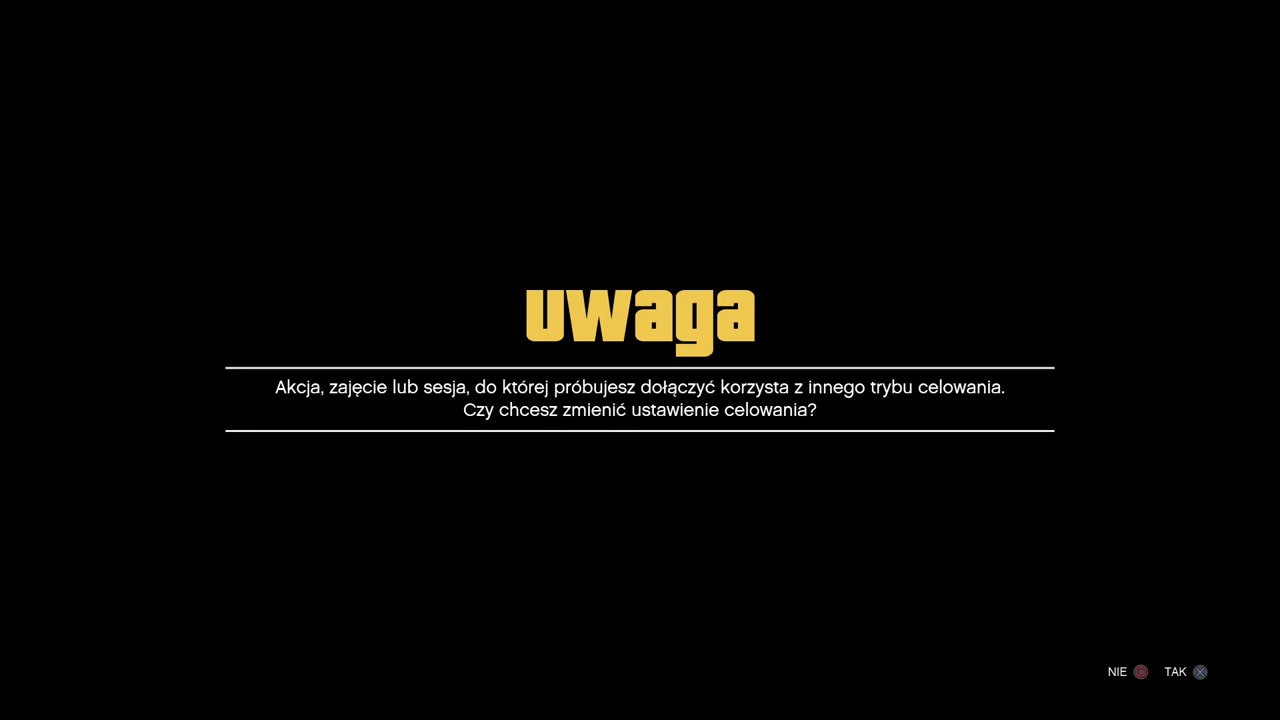 uwaga
Akcja, zajęcie lub sesja, do której próbujesz dołączyć korzysta z innego trybu celowania.
Czy chcesz zmienić ustawienie celowania?
NIE TAK